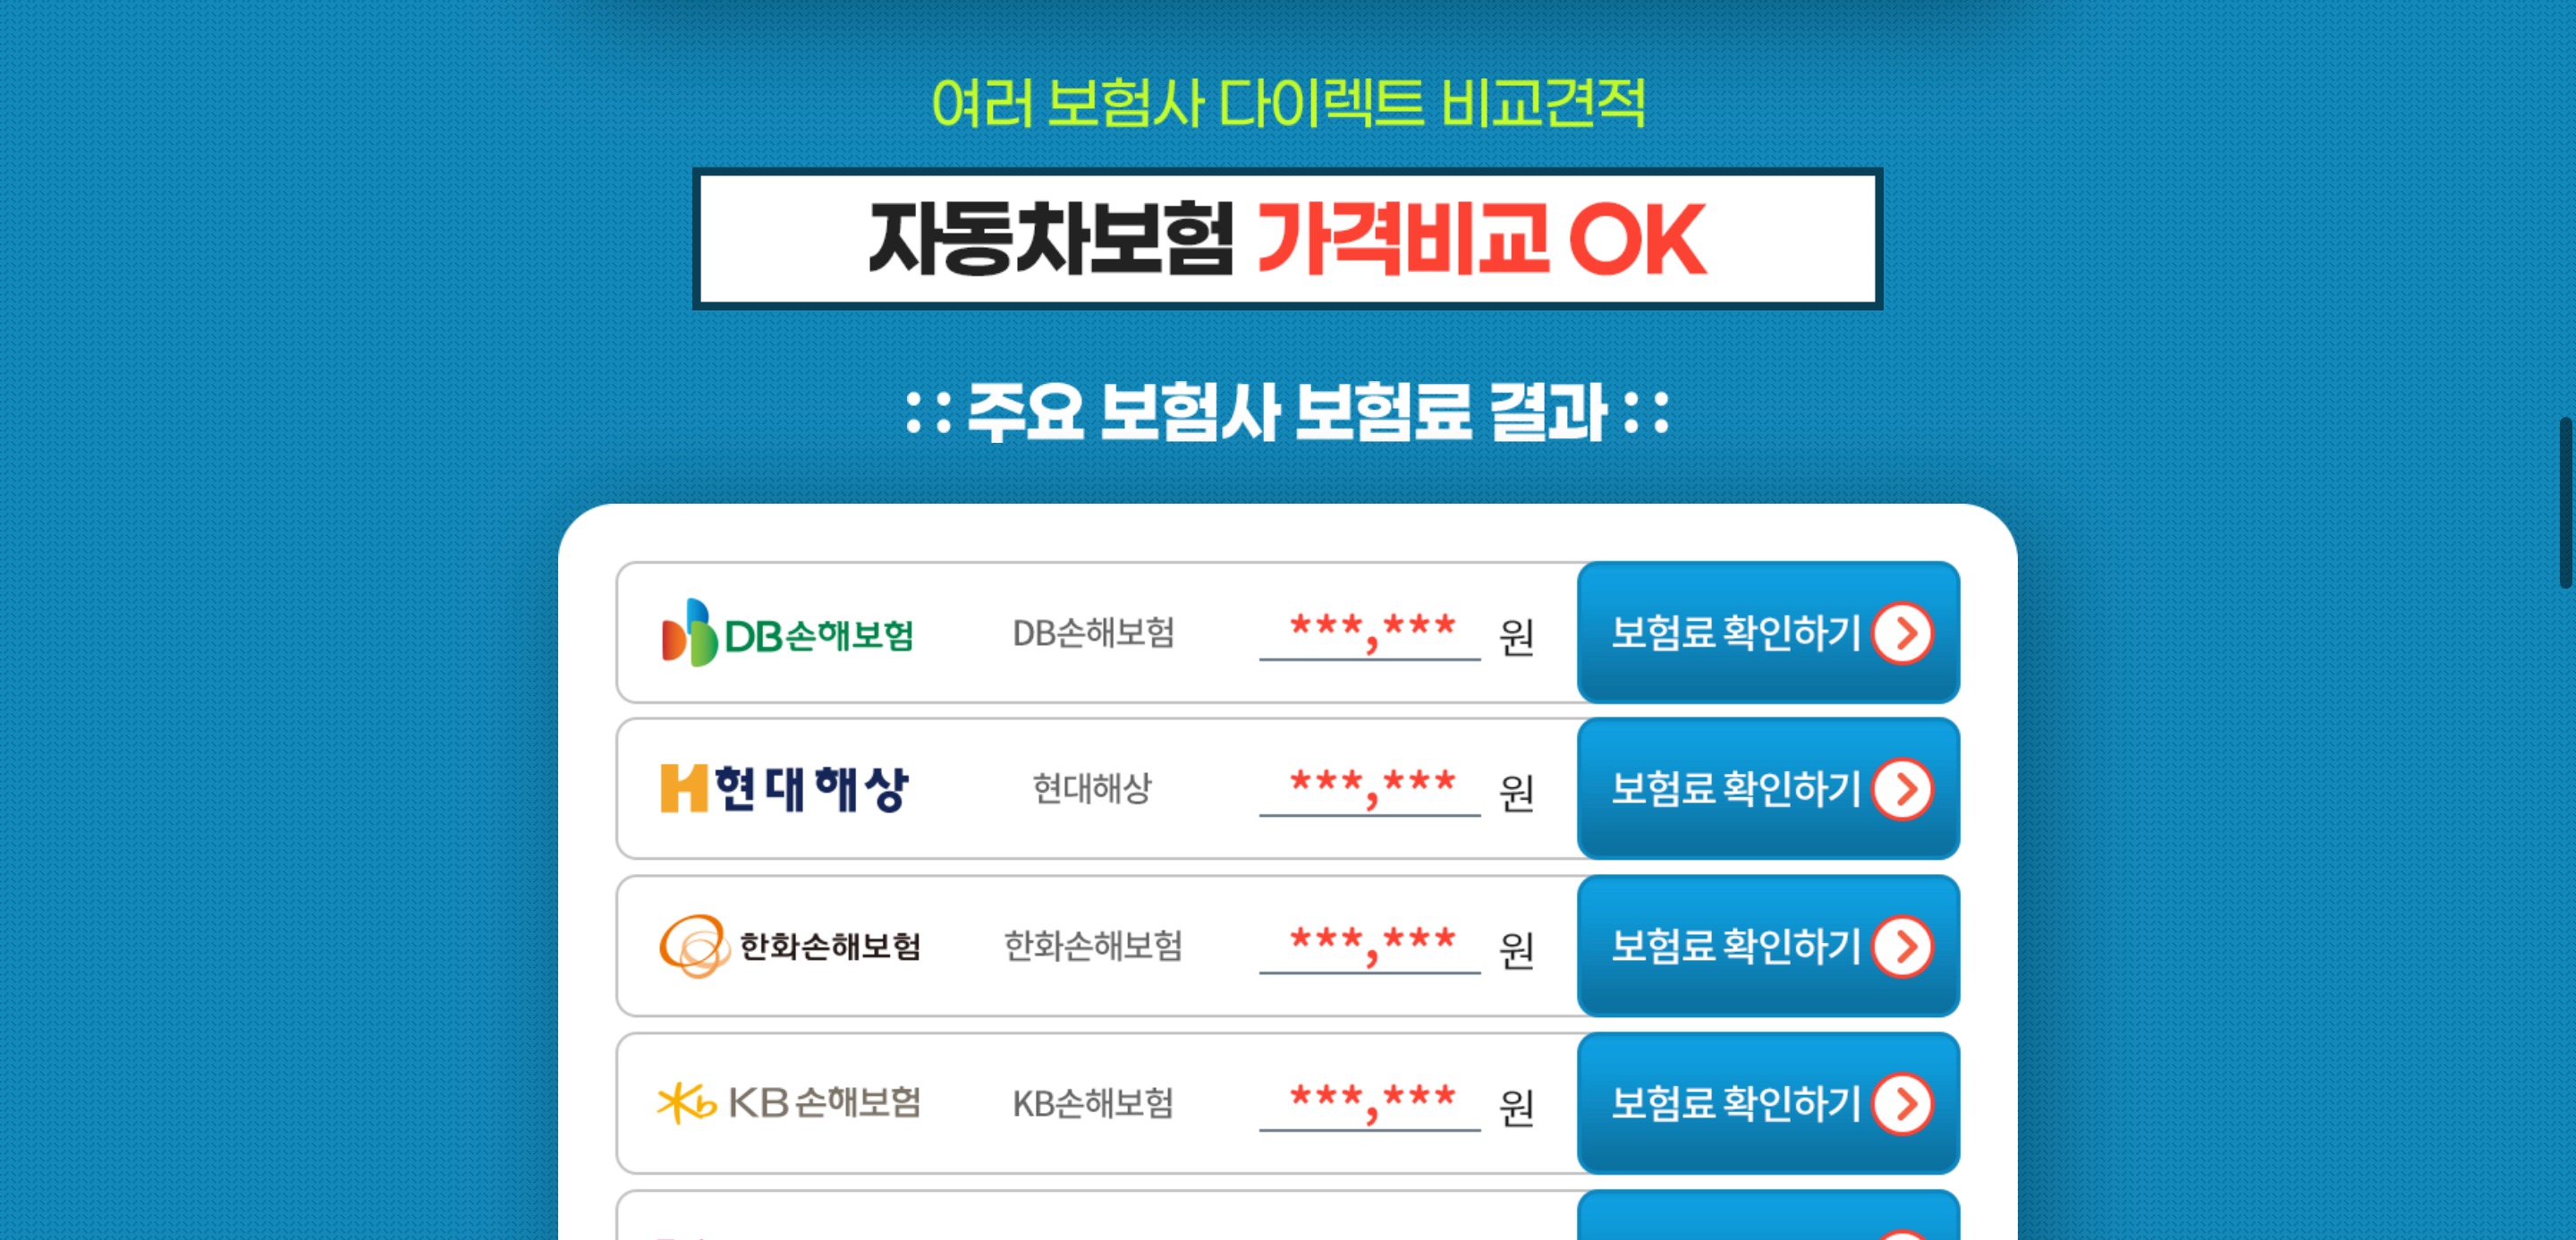 여러 보험사 다이렉트 비교견적
자동차보험 가격비교 OK
:: 주요 보험사 보험료 결과 ::
DB손해보험 DB손해보험 ***,*** 원 보험료 확인하기
현대해상 현대해상 ***,*** 원 보험료 확인하기
한화손해보험 한화손해보험 ***,*** 원 보험료 확인하기
KB손해보험 KB손해보험 ***,*** 원 보험료 확인하기